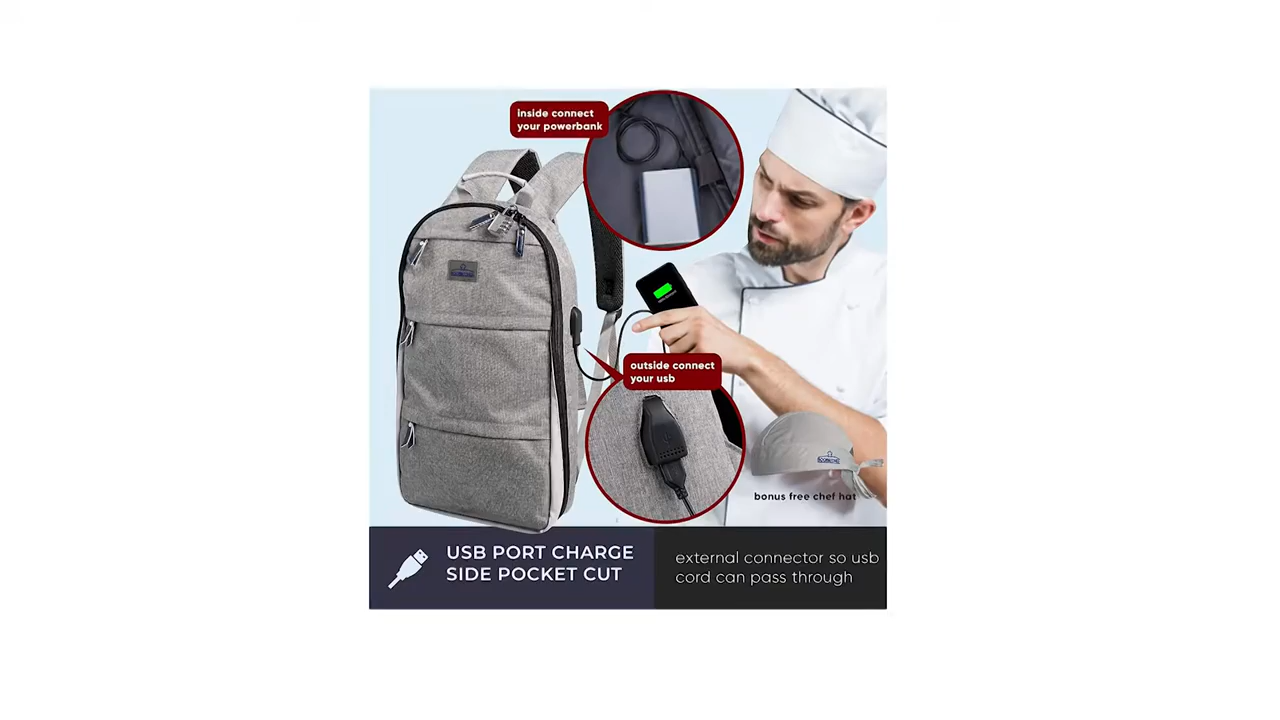 inside connect
your powerbank
outside connect
your usb
bonus free chef hat
USB PORT CHARGE
SIDE POCKET CUT
external connector so usb
cord can pass through